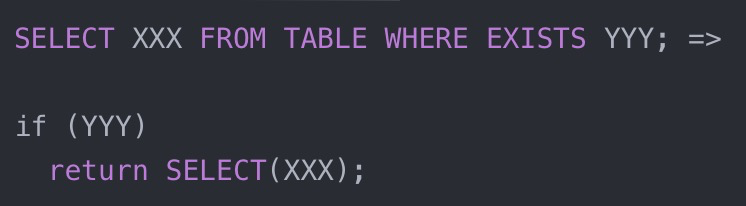 SELECT XXX FROM TABLE WHERE EXISTS YYY; =>
if (YYY)
return SELECT(XXX);